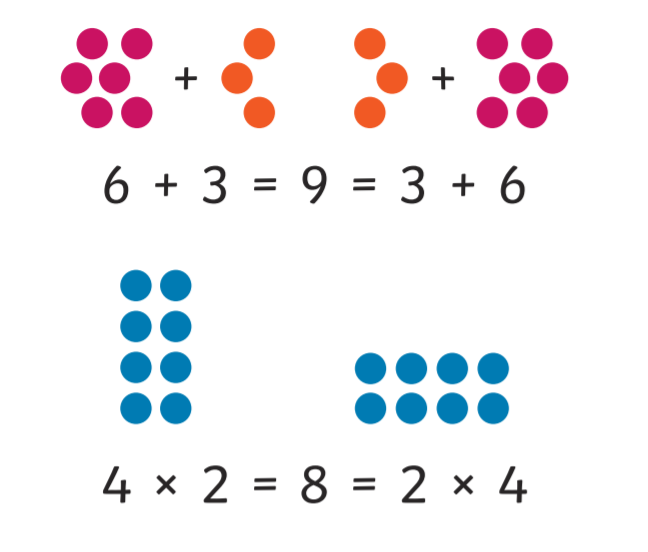 + +
6 + 3 = 9 = 3 + 6
4 × 2 = 8 = 2 × 4